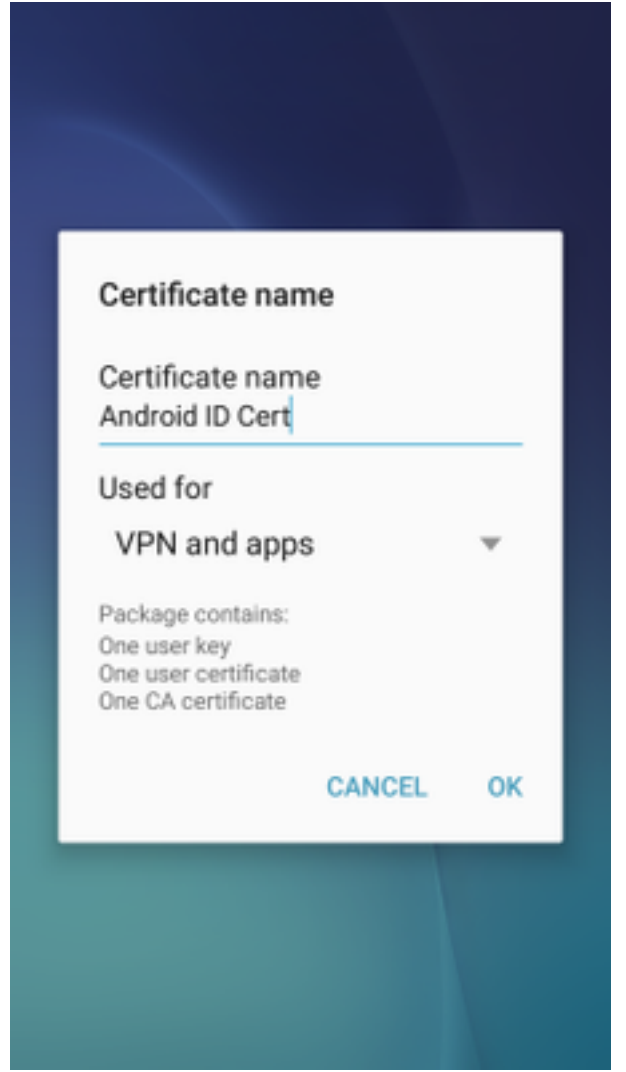 Certificate name
Certificate name
Android ID Cert
Used for
VPN and apps
Package contains:
One user key
One user certificate
One CA certificate
CANCEL OK